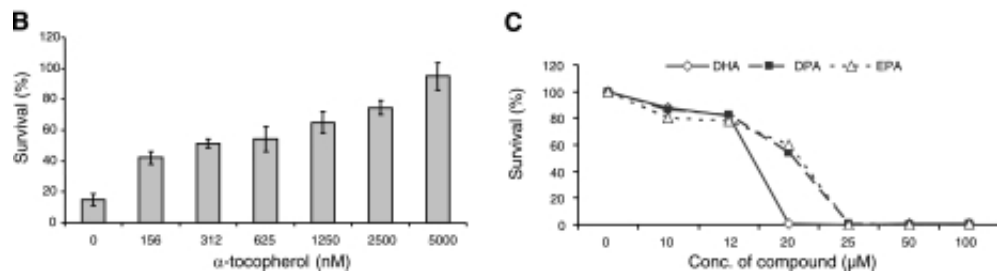 B
120
100
80
60
40
20
0
Survival (%)
0 156 312 625 1250 2500 5000
α-tocopherol (nM)
C
DHA DPA EPA
120
100
80
60
40
20
0
Survival (%)
0 10 12 20 25 50 100
Conc. of compound (μM)